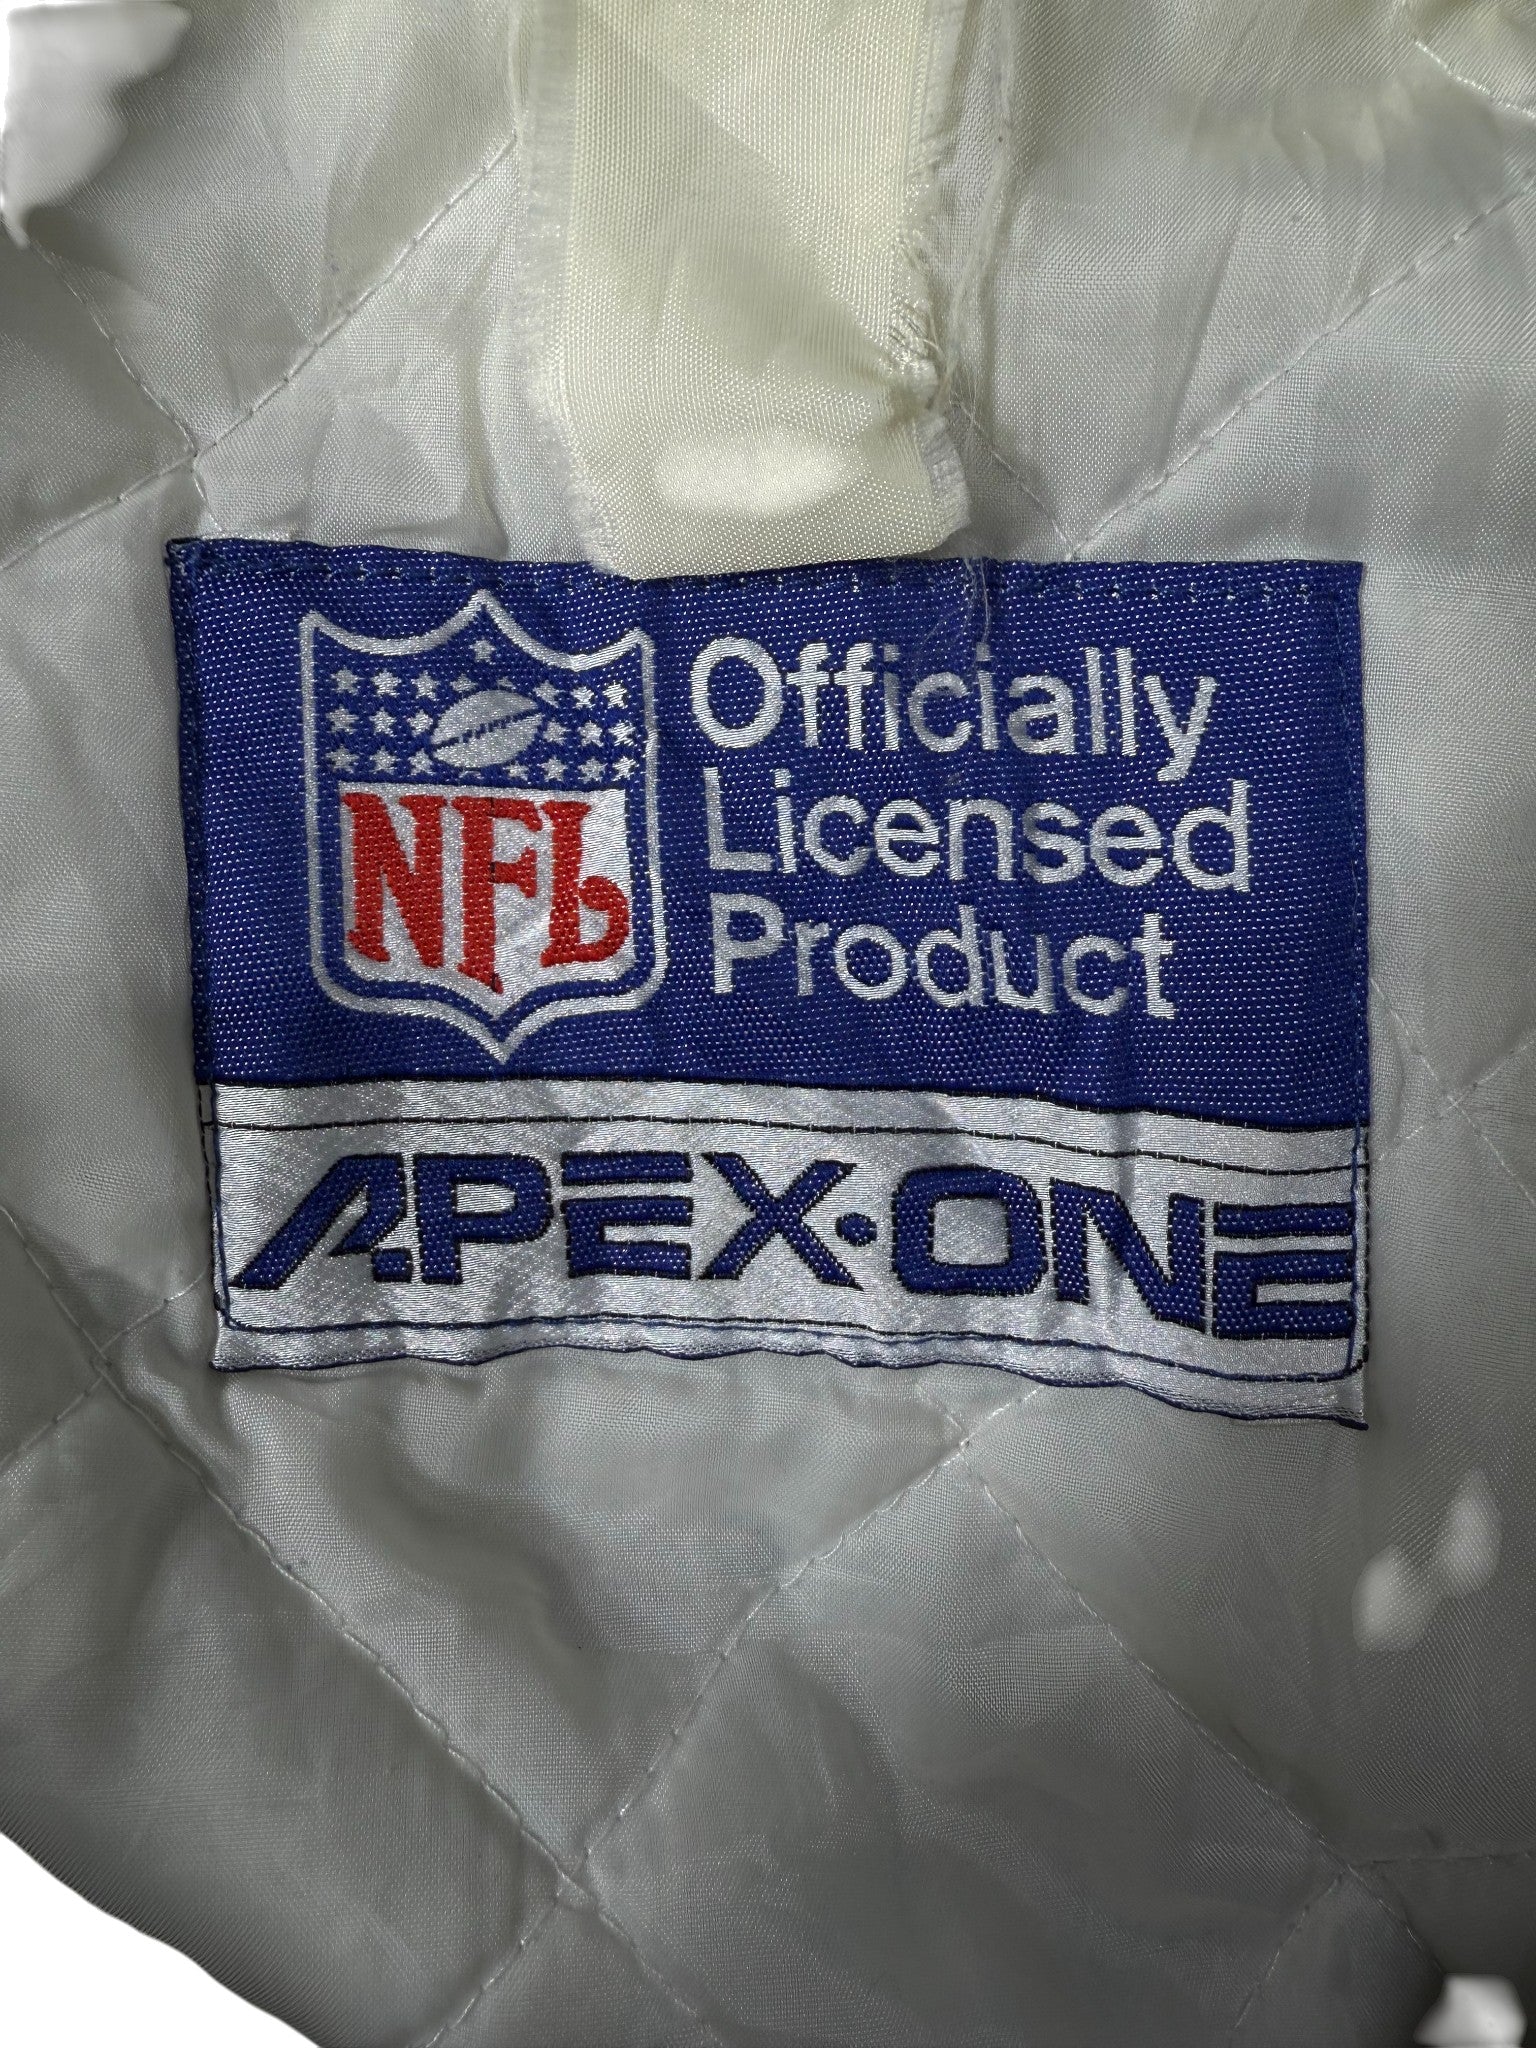 NFL
Officially
Licensed
Product
APEX·ONE